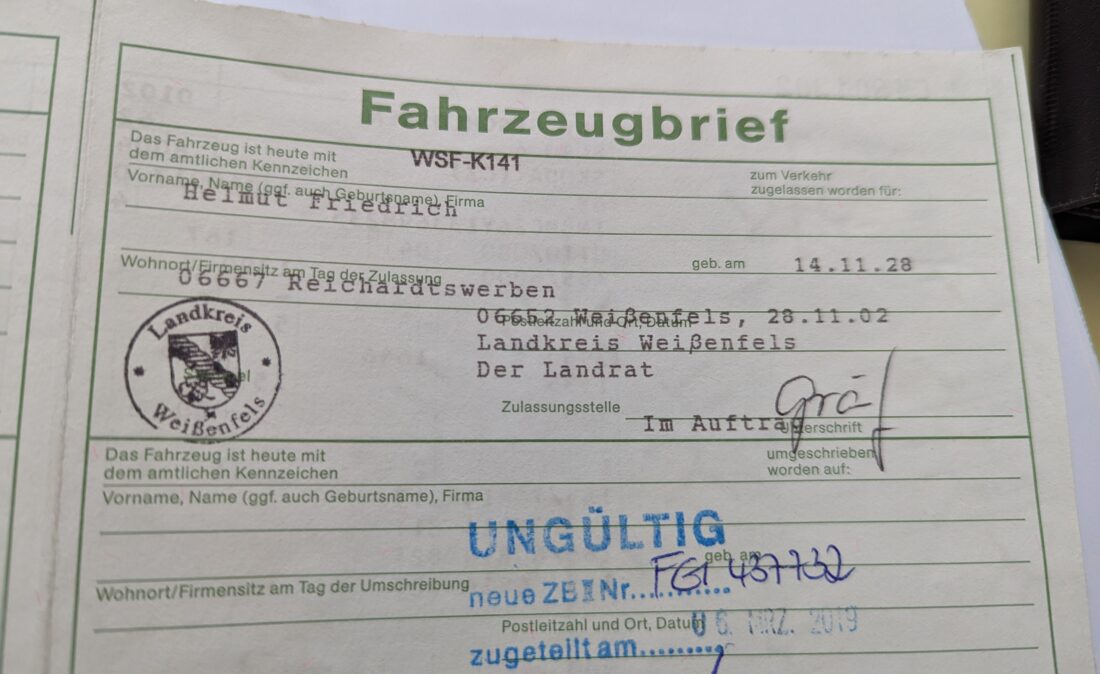 Fahrzeugbrief
Das Fahrzeug ist heute mit
dem amtlichen Kennzeichen
WSF-K141
zum Verkehr
zugelassen worden für:
Vorname, Name (ggf. auch Geburtsname), Firma
Helmut Friedrich
Wohnort/Firmensitz am Tag der Zulassung
geb. am 14.11.28
06667 Reichardtswerben
06652 Weißenfels, 28.11.02
Postleitzahl und Ort, Datum
Landkreis Weißenfels
Der Landrat
Landkreis
Weißenfels
Zulassungsstelle
Im Auftrag
Unterschrift
Das Fahrzeug ist heute mit
dem amtlichen Kennzeichen
umgeschrieben
worden auf:
Vorname, Name (ggf. auch Geburtsname), Firma
UNGÜLTIG
geb. am
Wohnort/Firmensitz am Tag der Umschreibung
neue ZB II Nr.
437732
Postleitzahl und Ort, Datum
06. MRZ. 2019
zugeteilt am